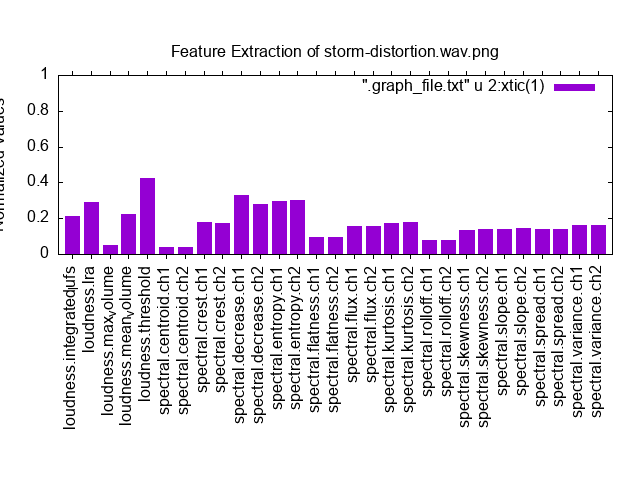 Feature Extraction of storm-distortion.wav.png
Normalized Values
".graph_file.txt" u 2:xtic(1)
1
0.8
0.6
0.4
0.2
0
loudness.integratedlufs
loudness.lra
loudness.maxvolume
loudness.meanvolume
loudness.threshold
spectral.centroid.ch1
spectral.centroid.ch2
spectral.crest.ch1
spectral.crest.ch2
spectral.decrease.ch1
spectral.decrease.ch2
spectral.entropy.ch1
spectral.entropy.ch2
spectral.flatness.ch1
spectral.flatness.ch2
spectral.flux.ch1
spectral.flux.ch2
spectral.kurtosis.ch1
spectral.kurtosis.ch2
spectral.rolloff.ch1
spectral.rolloff.ch2
spectral.skewness.ch1
spectral.skewness.ch2
spectral.slope.ch1
spectral.slope.ch2
spectral.spread.ch1
spectral.spread.ch2
spectral.variance.ch1
spectral.variance.ch2